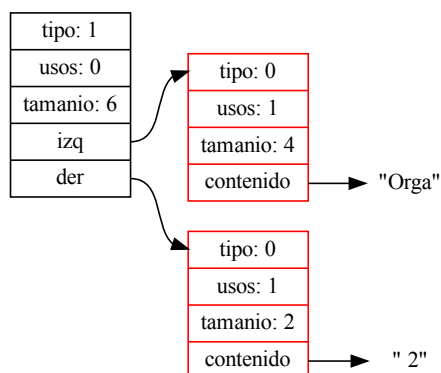 tipo: 1
usos: 0
tamanio: 6
izq
der
tipo: 0
usos: 1
tamanio: 4
contenido
"Orga"
tipo: 0
usos: 1
tamanio: 2
contenido
" 2"